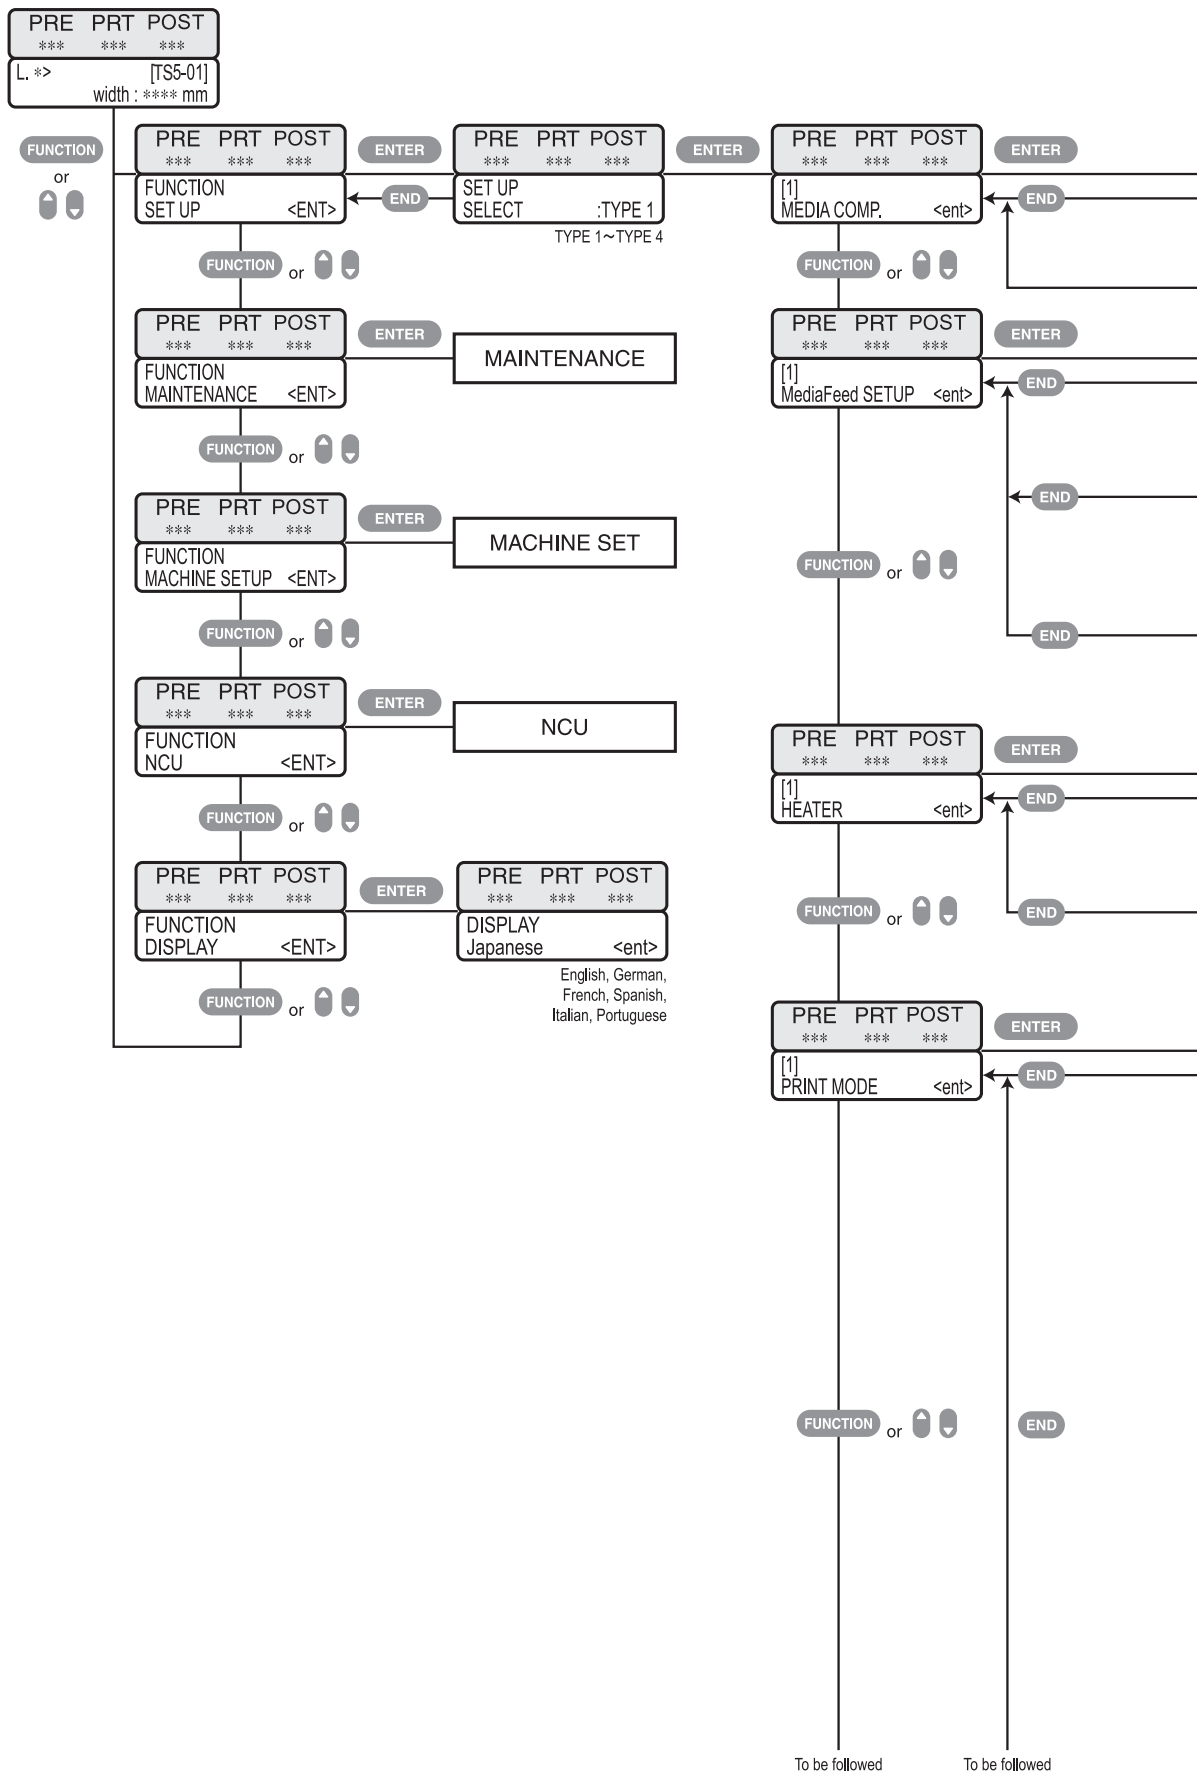 PRE PRT POST
*** *** ***
L. *> [TS5-01]
width : **** mm
FUNCTION
or
PRE PRT POST
*** *** ***
FUNCTION
SET UP <ENT>
ENTER
END
PRE PRT POST
*** *** ***
SET UP
SELECT :TYPE 1
TYPE 1~TYPE 4
ENTER
PRE PRT POST
*** *** ***
[1]
MEDIA COMP. <ent>
ENTER
END
FUNCTION or
FUNCTION or
PRE PRT POST
*** *** ***
FUNCTION
MAINTENANCE <ENT>
ENTER
MAINTENANCE
PRE PRT POST
*** *** ***
[1]
MediaFeed SETUP <ent>
ENTER
END
FUNCTION or
END
PRE PRT POST
*** *** ***
FUNCTION
MACHINE SETUP <ENT>
ENTER
MACHINE SET
FUNCTION or
FUNCTION or
END
PRE PRT POST
*** *** ***
FUNCTION
NCU <ENT>
ENTER
NCU
PRE PRT POST
*** *** ***
[1]
HEATER <ent>
ENTER
END
FUNCTION or
PRE PRT POST
*** *** ***
FUNCTION
DISPLAY <ENT>
ENTER
PRE PRT POST
*** *** ***
DISPLAY
Japanese <ent>
English, German,
French, Spanish,
Italian, Portuguese
FUNCTION or
END
FUNCTION or
PRE PRT POST
*** *** ***
[1]
PRINT MODE <ent>
ENTER
END
FUNCTION or
END
To be followed
To be followed